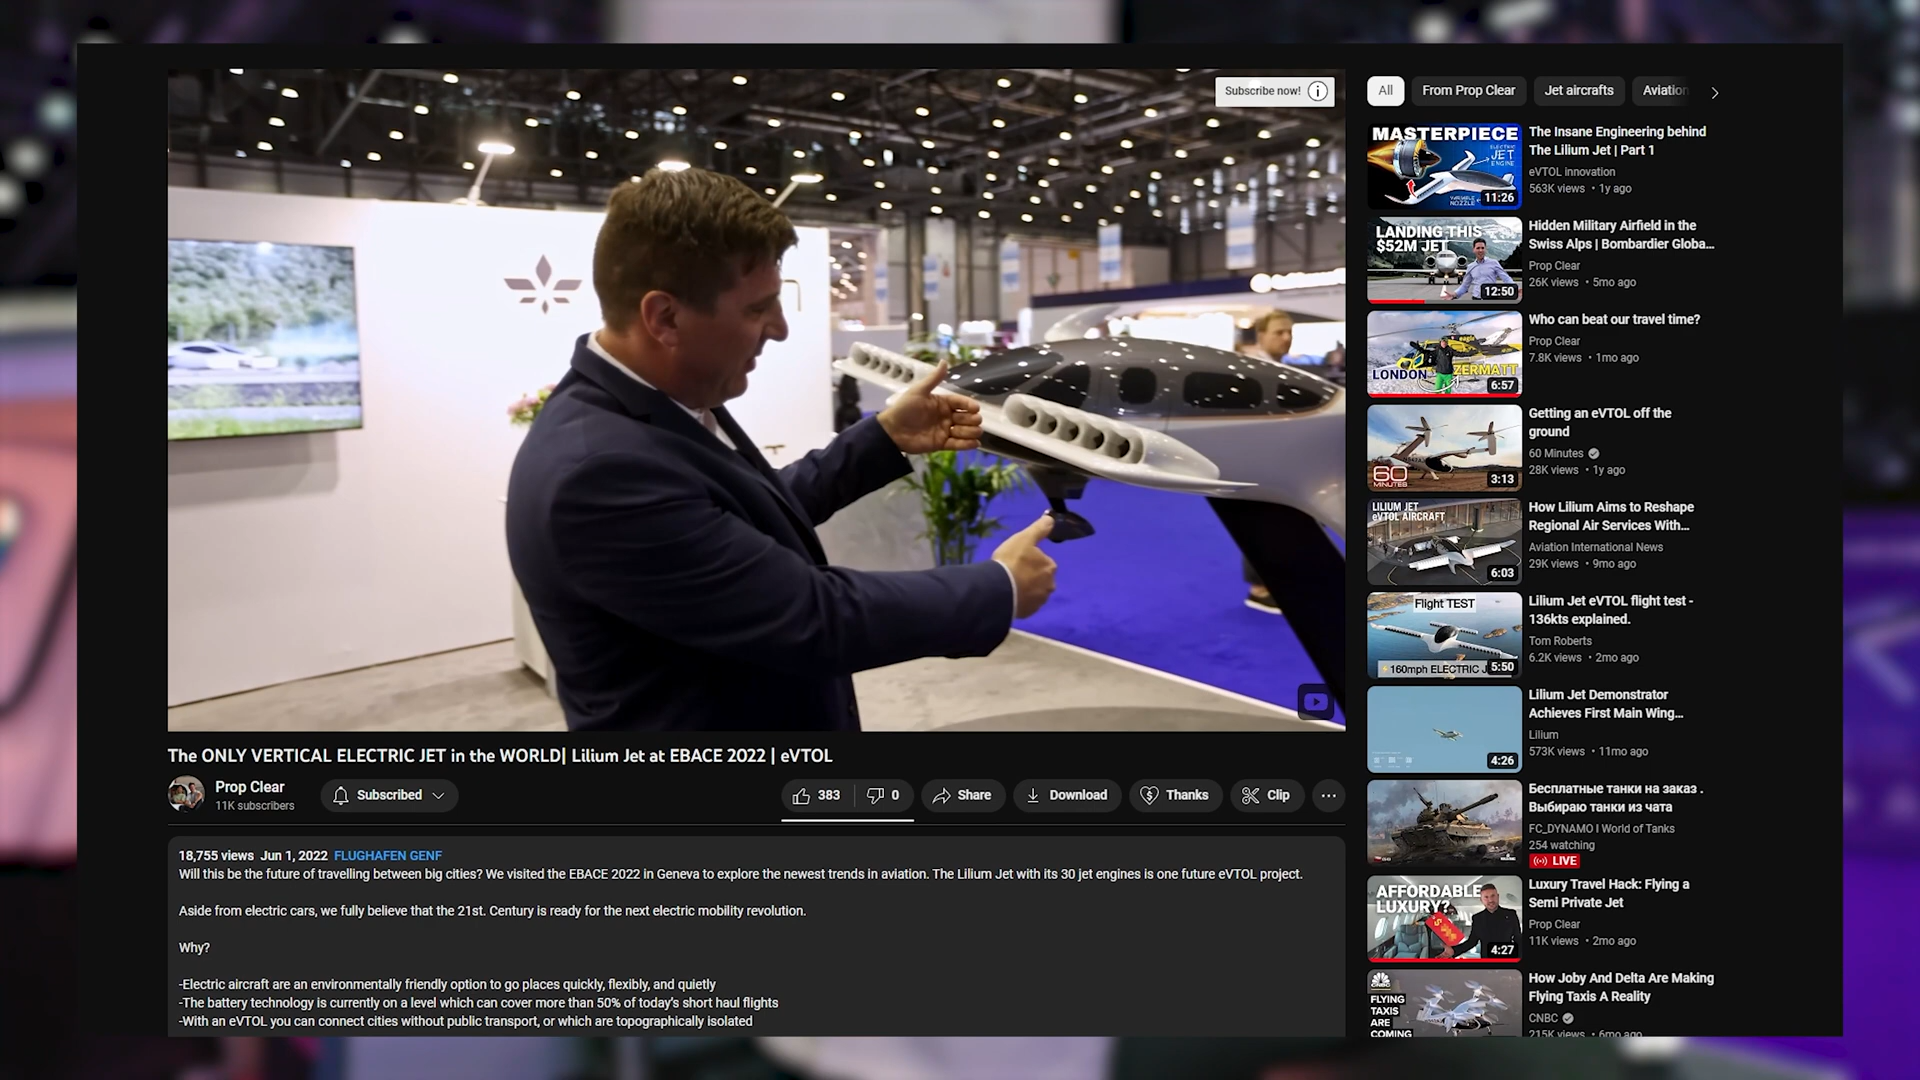 Subscribe now!
The ONLY VERTICAL ELECTRIC JET in the WORLD| Lilium Jet at EBACE 2022 | eVTOL
Prop Clear
11K subscribers
Subscribed
383
0
Share
Download
Thanks
Clip
18,755 views Jun 1, 2022 FLUGHAFEN GENF
Will this be the future of travelling between big cities? We visited the EBACE 2022 in Geneva to explore the newest trends in aviation. The Lilium Jet with its 30 jet engines is one future eVTOL project.
Aside from electric cars, we fully believe that the 21st. Century is ready for the next electric mobility revolution.
Why?
-Electric aircraft are an environmentally friendly option to go places quickly, flexibly, and quietly
-The battery technology is currently on a level which can cover more than 50% of today's short haul flights
-With an eVTOL you can connect cities without public transport, or which are topographically isolated
All
From Prop Clear
Jet aircrafts
Aviation
MASTERPIECE
ELECTRIC
JET
ENGINE
VARIABLE
NOZZLE
11:26
The Insane Engineering behind
The Lilium Jet | Part 1
eVTOL innovation
563K views • 1y ago
LANDING THIS
$52M JET
12:50
Hidden Military Airfield in the
Swiss Alps | Bombardier Globa...
Prop Clear
26K views • 5mo ago
LONDON
ZERMATT
6:57
Who can beat our travel time?
Prop Clear
7.8K views • 1mo ago
60
MINUTES
3:13
Getting an eVTOL off the
ground
60 Minutes
28K views • 1y ago
LILIUM JET
eVTOL AIRCRAFT
6:03
How Lilium Aims to Reshape
Regional Air Services With...
Aviation International News
29K views • 9mo ago
Flight TEST
160mph ELECTRIC J
5:50
Lilium Jet eVTOL flight test -
136kts explained.
Tom Roberts
6.2K views • 2mo ago
4:26
Lilium Jet Demonstrator
Achieves First Main Wing...
Lilium
573K views • 11mo ago
Бесплатные танки на заказ .
Выбираю танки из чата
FC_DYNAMO I World of Tanks
254 watching
LIVE
AFFORDABLE
LUXURY?
4:27
Luxury Travel Hack: Flying a
Semi Private Jet
Prop Clear
11K views • 2mo ago
CNBC
FLYING
TAXIS
ARE
COMING
How Joby And Delta Are Making
Flying Taxis A Reality
CNBC
215K views • 6mo ago